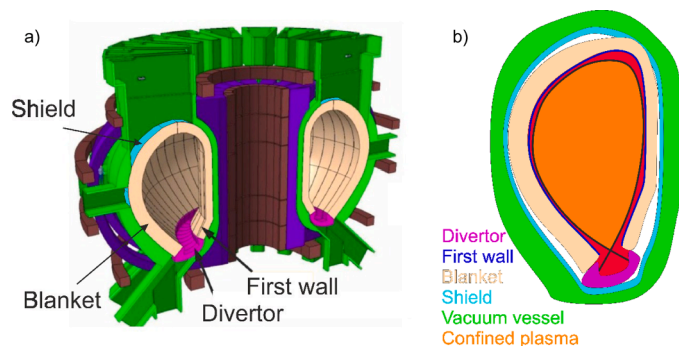 a)
b)
Shield
Blanket
Divertor
First wall
Divertor
First wall
Blanket
Shield
Vacuum vessel
Confined plasma